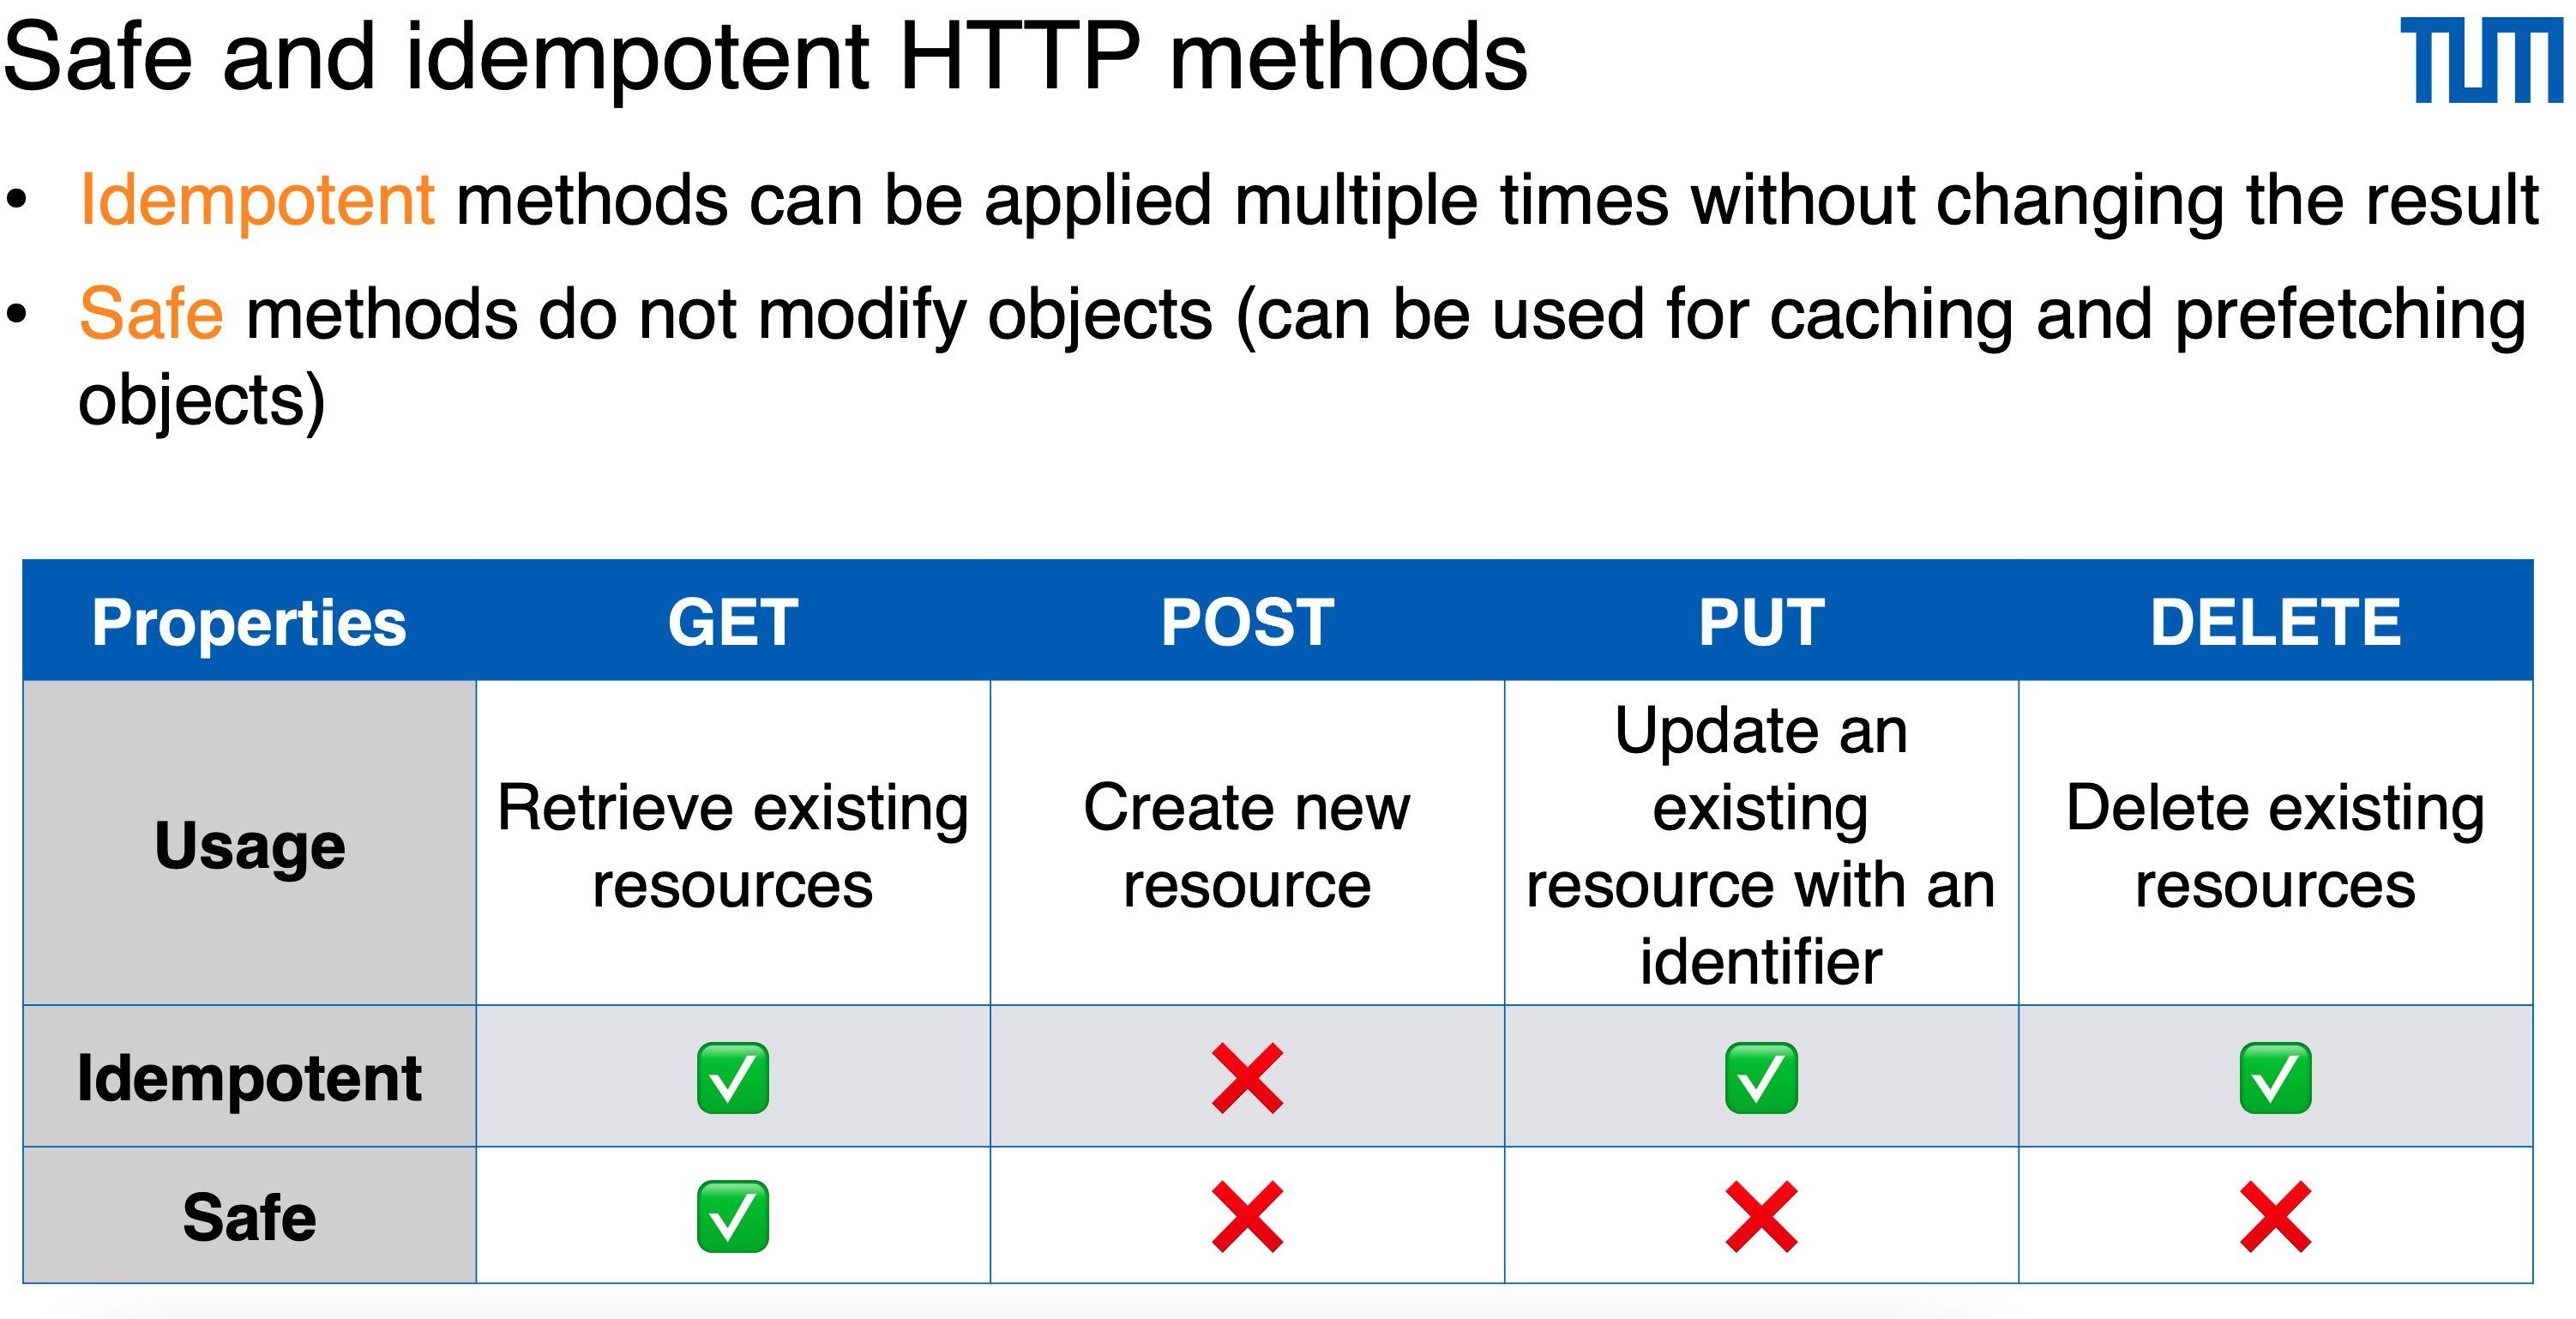 Safe and idempotent HTTP methods
TUM
• Idempotent methods can be applied multiple times without changing the result
• Safe methods do not modify objects (can be used for caching and prefetching
objects)
Properties GET POST PUT DELETE
Usage
Retrieve existing
resources
Create new
resource
Update an
existing
resource with an
identifier
Delete existing
resources
Idempotent ✅ ❌ ✅ ✅
Safe ✅ ❌ ❌ ❌